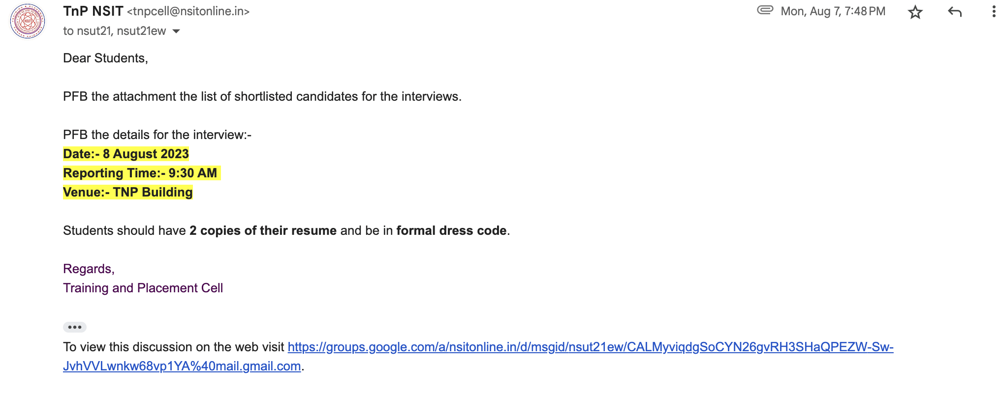 TnP NSIT <tnpcell@nsitonline.in>
Mon, Aug 7, 7:48 PM
to nsut21, nsut21ew
NSUT
Dear Students,
PFB the attachment the list of shortlisted candidates for the interviews.
PFB the details for the interview:-
Date:- 8 August 2023
Reporting Time:- 9:30 AM
Venue:- TNP Building
Students should have 2 copies of their resume and be in formal dress code.
Regards,
Training and Placement Cell
To view this discussion on the web visit https://groups.google.com/a/nsitonline.in/d/msgid/nsut21ew/CALMyviqdgSoCYN26gvRH3SHaQPEZW-Sw-
JvhVVLwnkw68vp1YA%40mail.gmail.com.